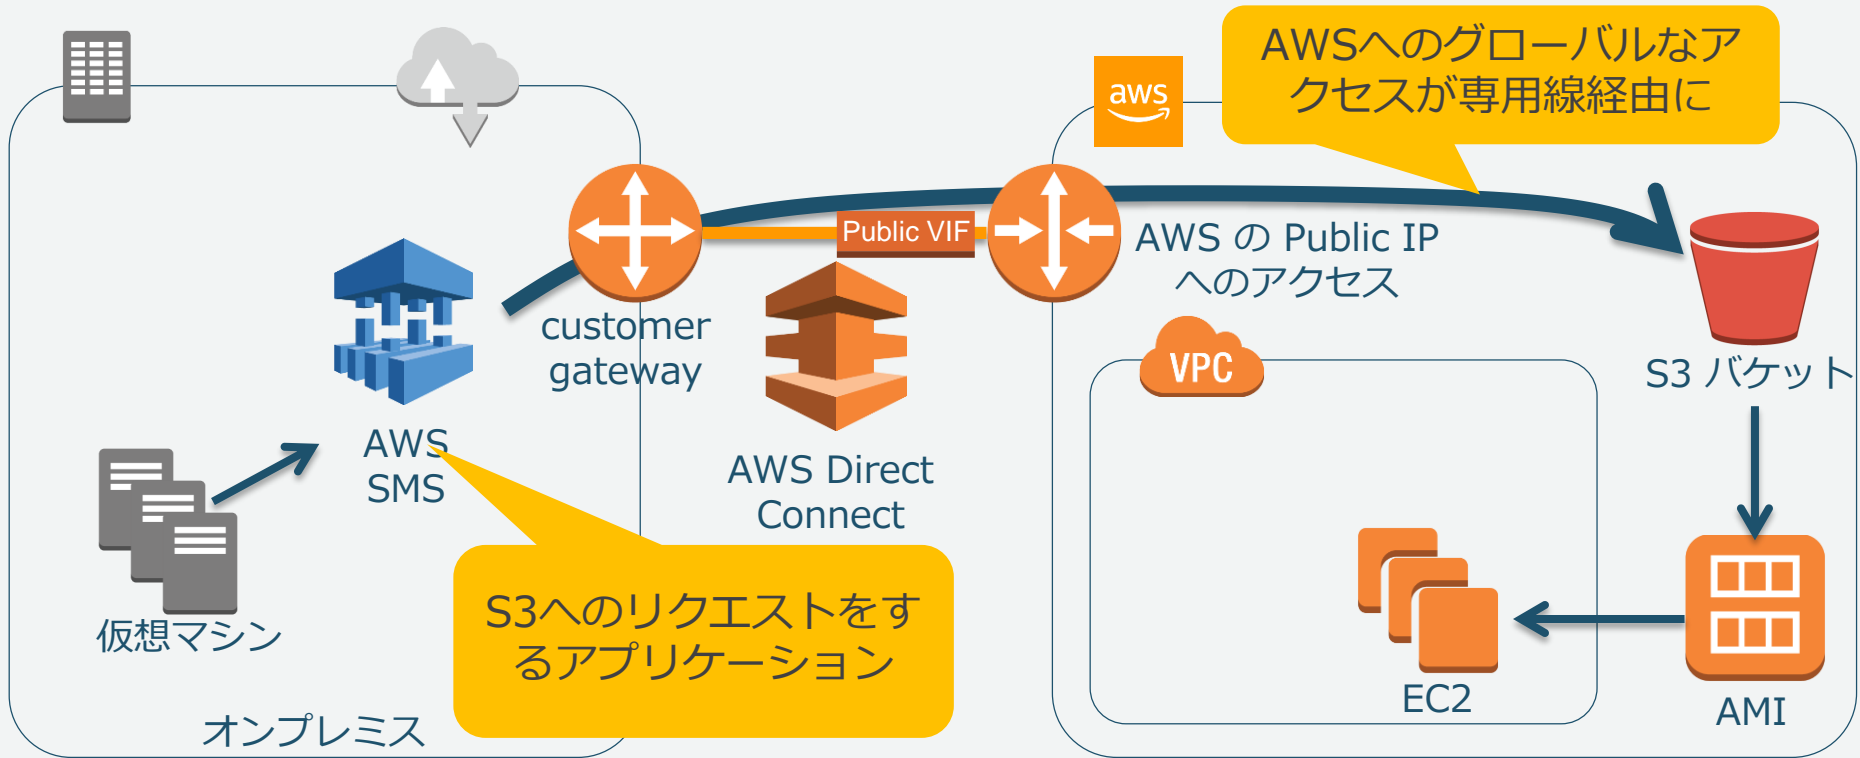 AWSへのグローバルなア
クセスが専用線経由に
aws
Public VIF
AWS の Public IP
へのアクセス
customer
gateway
VPC
S3 バケット
AWS
SMS
AWS Direct
Connect
S3へのリクエストをす
るアプリケーション
仮想マシン
EC2
AMI
オンプレミス